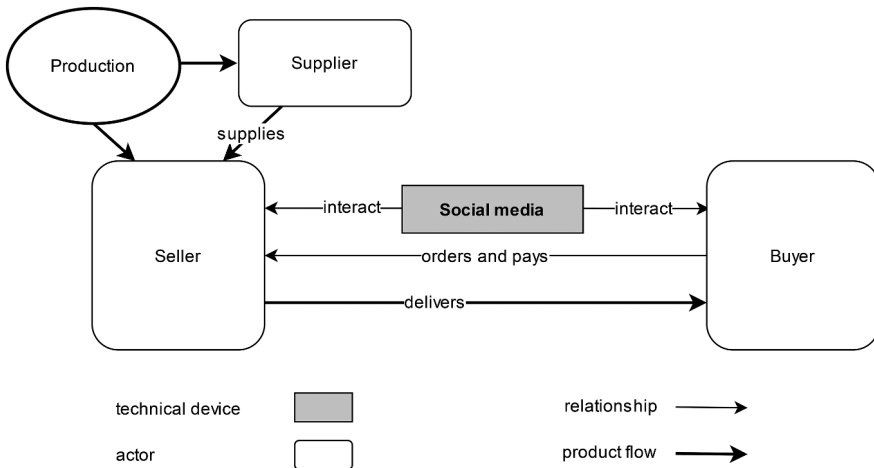 Production
Supplier
supplies
interact
Social media
interact
Seller
orders and pays
Buyer
delivers
technical device
relationship
actor
product flow